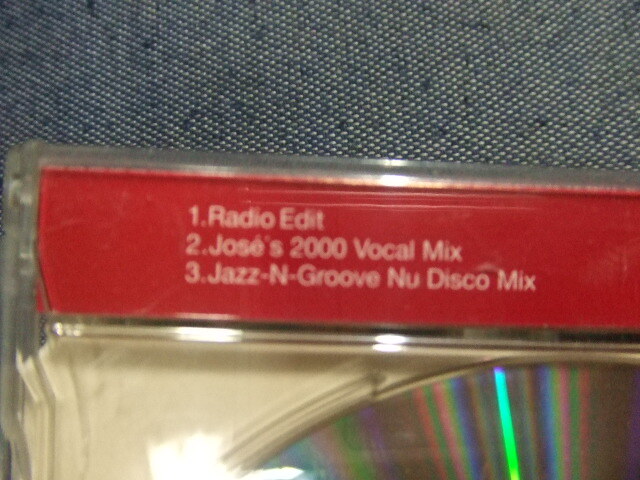 1.Radio Edit
2.José's 2000 Vocal Mix
3.Jazz-N-Groove Nu Disco Mix